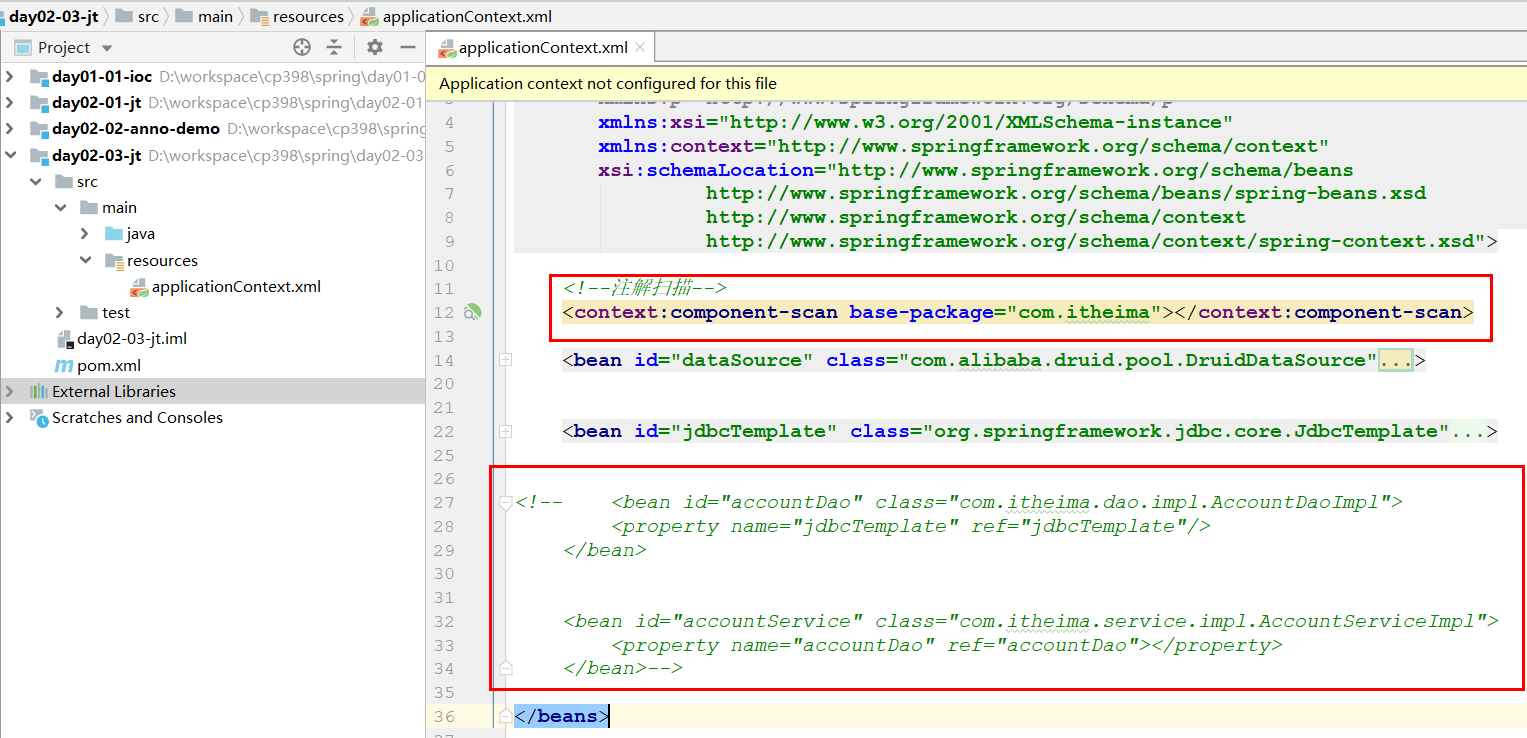 day02-03-jt src main resources applicationContext.xml
Project
applicationContext.xml
day01-01-ioc D:\workspace\cp398\spring\day01-0
day02-01-jt D:\workspace\cp398\spring\day02-01
day02-02-anno-demo D:\workspace\cp398\spring
day02-03-jt D:\workspace\cp398\spring\day02-03
src
main
java
resources
applicationContext.xml
test
day02-03-jt.iml
pom.xml
External Libraries
Scratches and Consoles
Application context not configured for this file
4 xmlns:xsi="http://www.w3.org/2001/XMLSchema-instance"
5 xmlns:context="http://www.springframework.org/schema/context"
6 xsi:schemaLocation="http://www.springframework.org/schema/beans
7 http://www.springframework.org/schema/beans/spring-beans.xsd
8 http://www.springframework.org/schema/context
9 http://www.springframework.org/schema/context/spring-context.xsd">
10
11 <!--注解扫描-->
12 <context:component-scan base-package="com.itheima"></context:component-scan>
13
14 <bean id="dataSource" class="com.alibaba.druid.pool.DruidDataSource"...>
20
21
22 <bean id="jdbcTemplate" class="org.springframework.jdbc.core.JdbcTemplate"...>
25
26
27 <!-- <bean id="accountDao" class="com.itheima.dao.impl.AccountDaoImpl">
28 <property name="jdbcTemplate" ref="jdbcTemplate"/>
29 </bean>
30
31
32 <bean id="accountService" class="com.itheima.service.impl.AccountServiceImpl">
33 <property name="accountDao" ref="accountDao"></property>
34 </bean>-->
35
36 </beans>